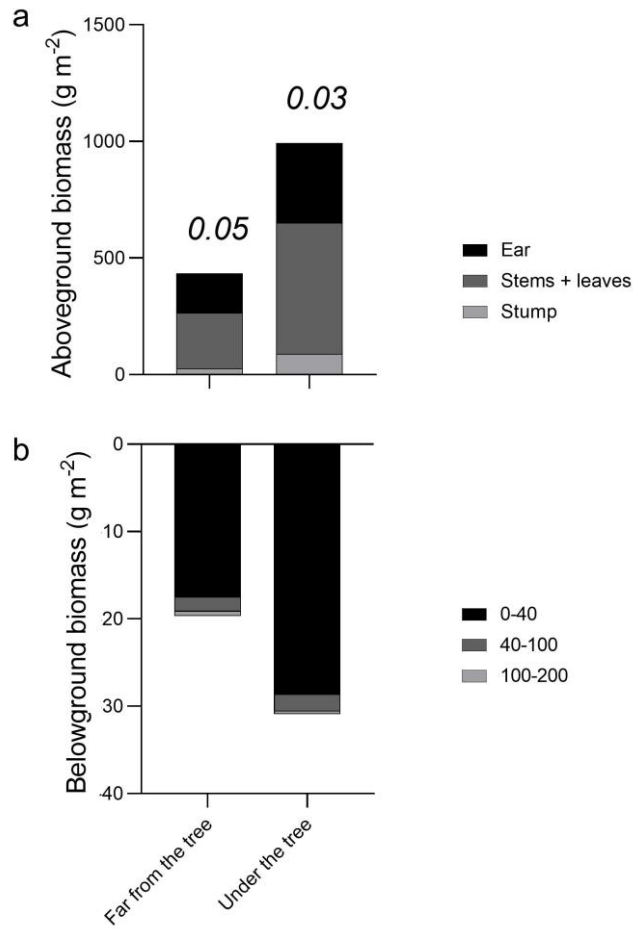 a
Aboveground biomass (g m-2)
1500
1000
500
0
0.05
0.03
Ear
Stems + leaves
Stump
b
Belowground biomass (g m-2)
0
10
20
30
40
0-40
40-100
100-200
Far from the tree
Under the tree